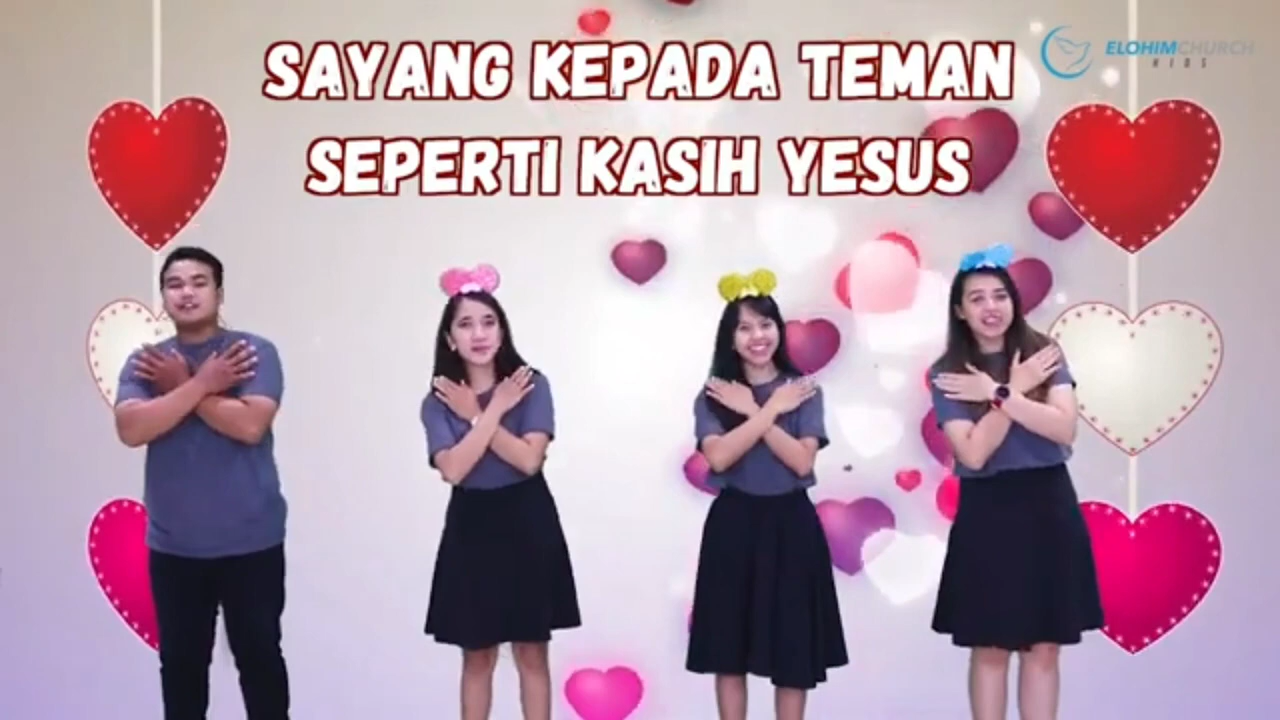 SAYANG KEPADA TEMAN
SEPERTI KASIH YESUS
ELOHIMCHURCH
KIDS